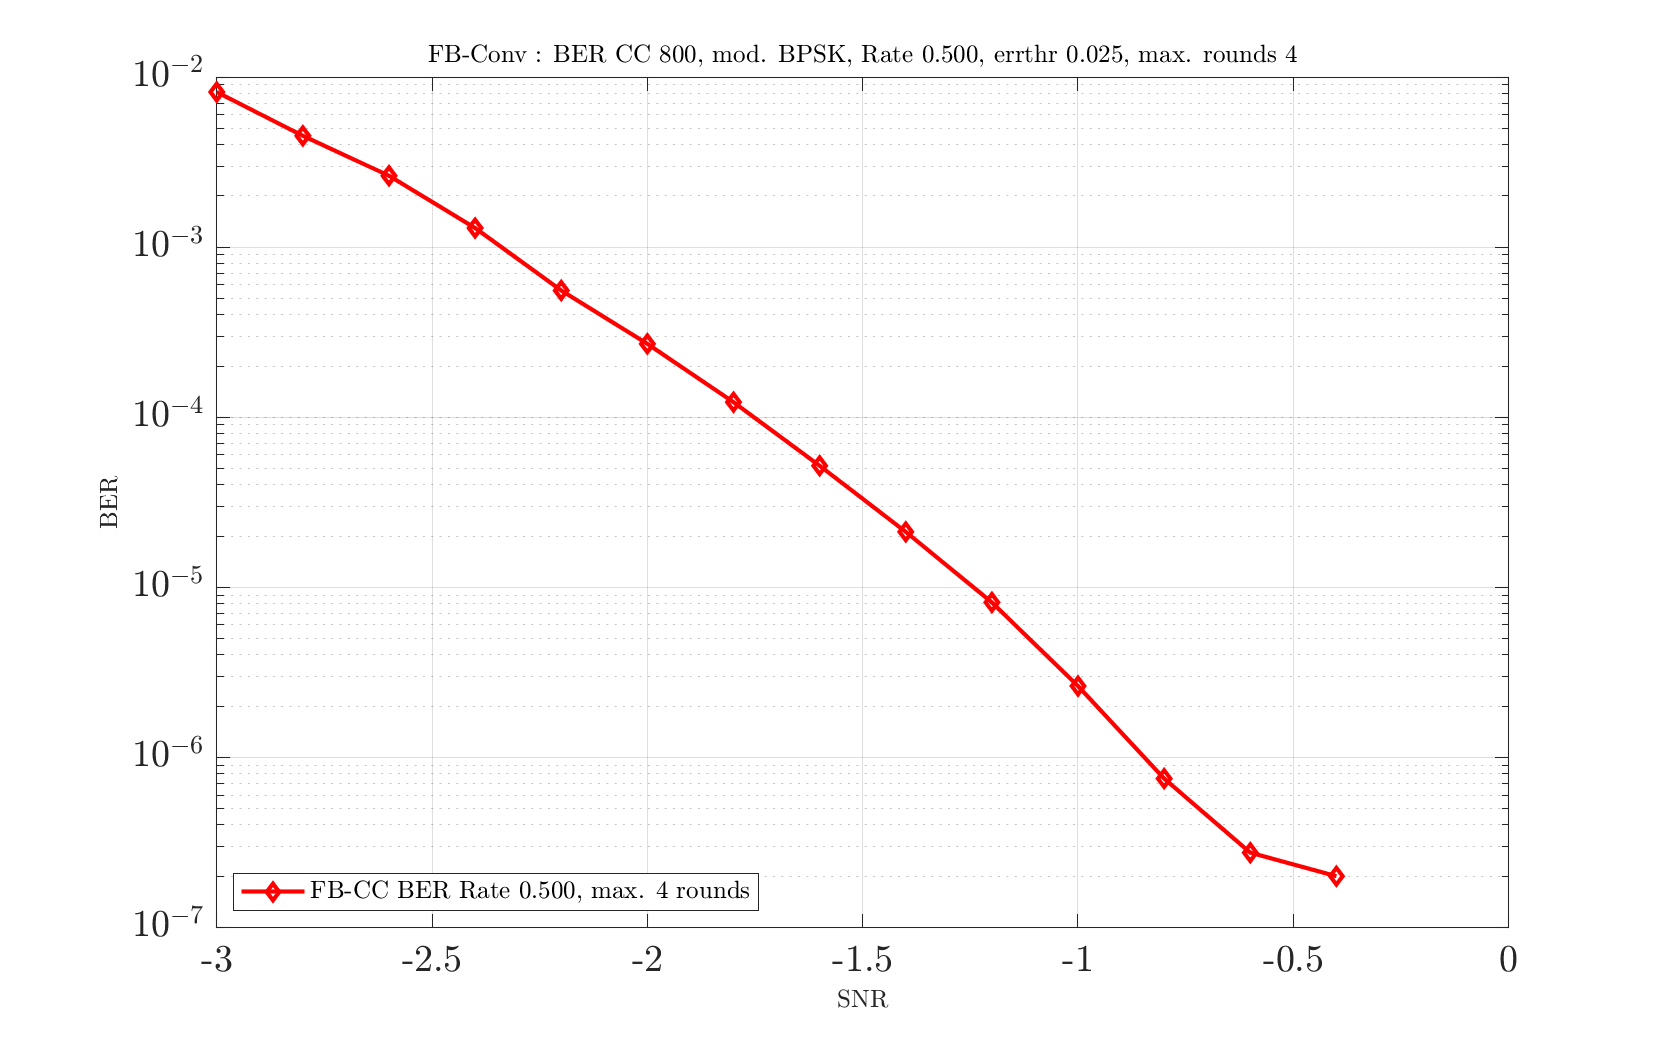 FB-Conv : BER CC 800, mod. BPSK, Rate 0.500, errthr 0.025, max. rounds 4
10⁻²
10⁻³
10⁻⁴
10⁻⁵
10⁻⁶
10⁻⁷
BER
FB-CC BER Rate 0.500, max. 4 rounds
-3 -2.5 -2 -1.5 -1 -0.5 0
SNR